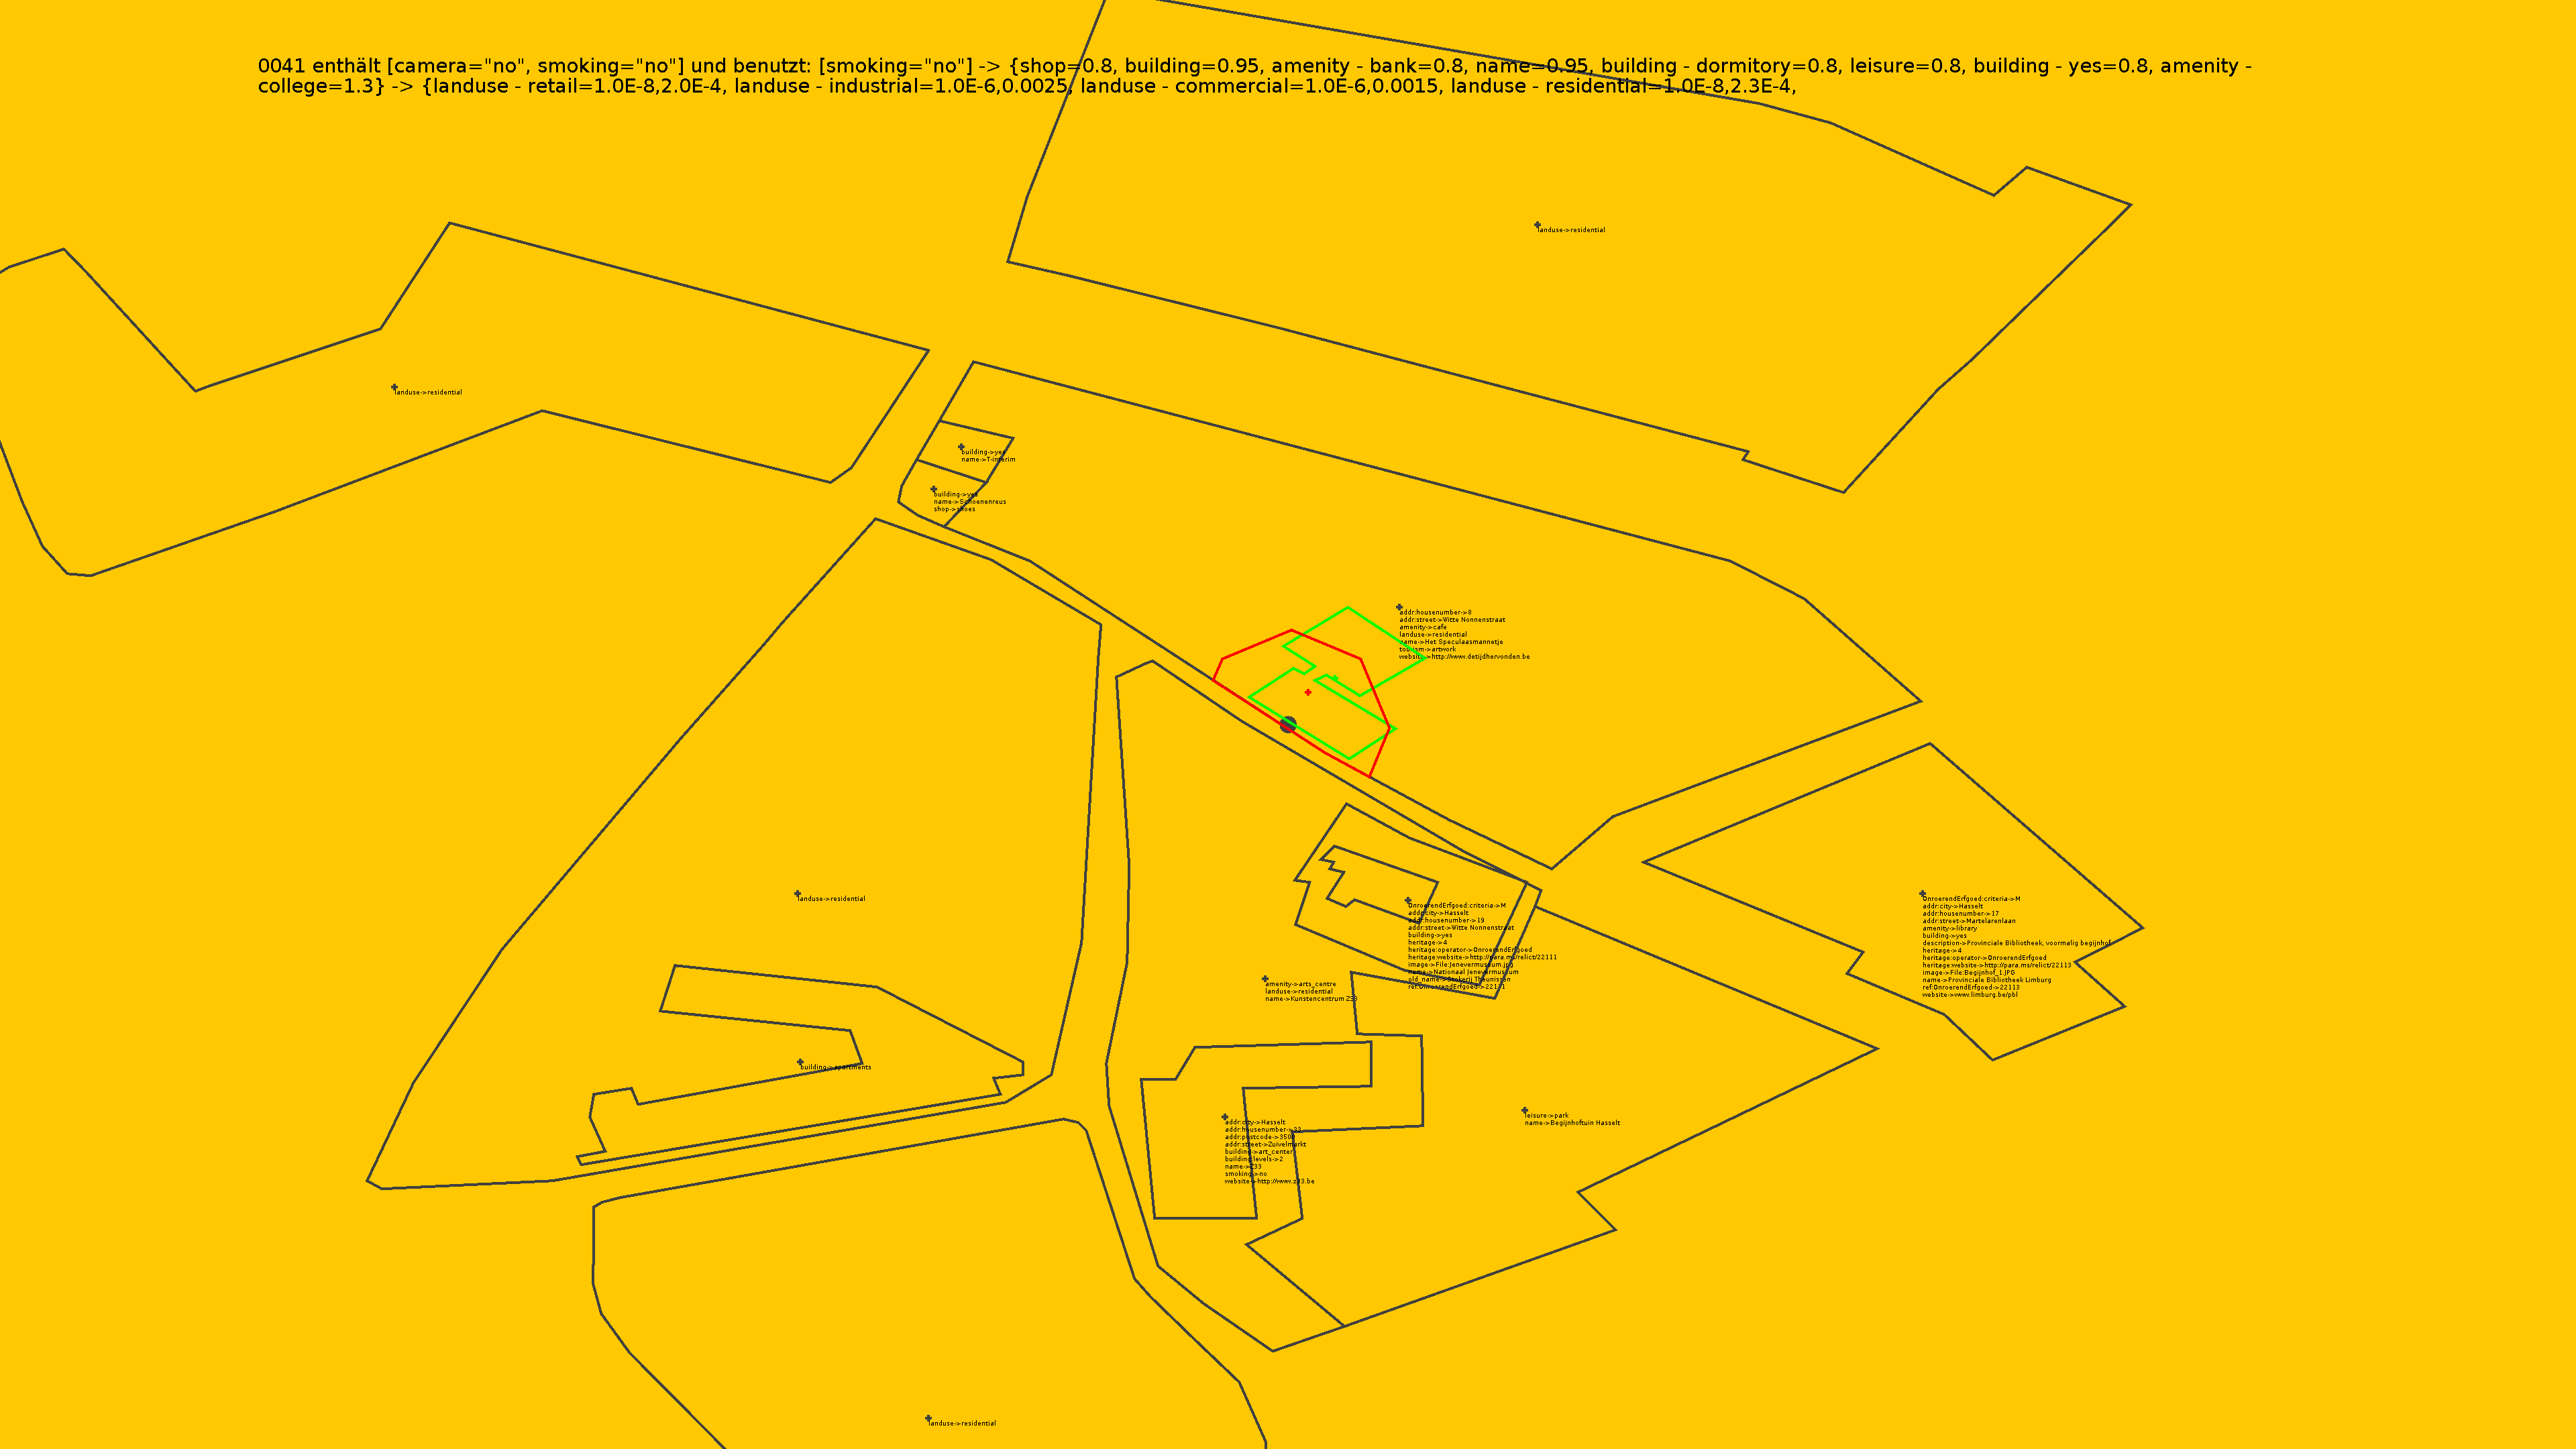 0041 enthält [camera="no", smoking="no"] und benutzt: [smoking="no"] -> {shop=0.8, building=0.95, amenity - bank=0.8, name=0.95, building - dormitory=0.8, leisure=0.8, building - yes=0.8, amenity -
college=1.3} -> {landuse - retail=1.0E-8,2.0E-4, landuse - industrial=1.0E-6,0.0025, landuse - commercial=1.0E-6,0.0015, landuse - residential=1.0E-8,2.3E-4,
landuse->residential
landuse->residential
building->yes
name->T-interim
building->yes
name->Schoenenreus
shop->shoes
addr:housenumber->8
addr:street->Witte Nonnenstraat
amenity->cafe
landuse->residential
name->Het Speculaasmannetje
tourism->artwork
website->http://www.detijdhervonden.be
landuse->residential
OnroerendErfgoed:criteria->M
addr:city->Hasselt
addr:housenumber->19
addr:street->Witte Nonnenstraat
building->yes
heritage->4
heritage:operator->OnroerendErfgoed
heritage:website->http://para.ms/relict/22111
image->File:Jenevermuseum.jpg
name->Nationaal Jenevermuseum
old_name->Stokerij Theunissen
ref:OnroerendErfgoed->22111
OnroerendErfgoed:criteria->M
addr:city->Hasselt
addr:housenumber->17
addr:street->Martelarenlaan
amenity->library
building->yes
description->Provinciale Bibliotheek, voormalig begijnhof
heritage->4
heritage:operator->OnroerendErfgoed
heritage:website->http://para.ms/relict/22113
image->File:Begijnhof_1.JPG
name->Provinciale Bibliotheek Limburg
ref:OnroerendErfgoed->22113
website->www.limburg.be/pbl
amenity->arts_centre
landuse->residential
name->Kunstencentrum Z33
building->apartments
addr:city->Hasselt
addr:housenumber->33
addr:postcode->3500
addr:street->Zuivelmarkt
building->art_center
building:levels->2
name->Z33
smoking->no
website->http://www.z33.be
leisure->park
name->Begijnhoftuin Hasselt
landuse->residential